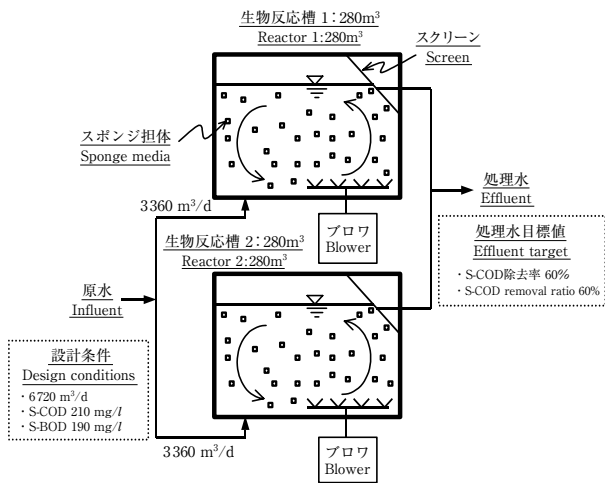 生物反応槽 1：280m³
Reactor 1:280m³
スクリーン
Screen
スポンジ担体
Sponge media
3360 m³/d
ブロワ
Blower
処理水
Effluent
処理水目標値
Effluent target
・S-COD除去率 60%
・S-COD removal ratio 60%
生物反応槽 2：280m³
Reactor 2:280m³
原水
Influent
設計条件
Design conditions
・6720 m³/d
・S-COD 210 mg/l
・S-BOD 190 mg/l
3360 m³/d
ブロワ
Blower